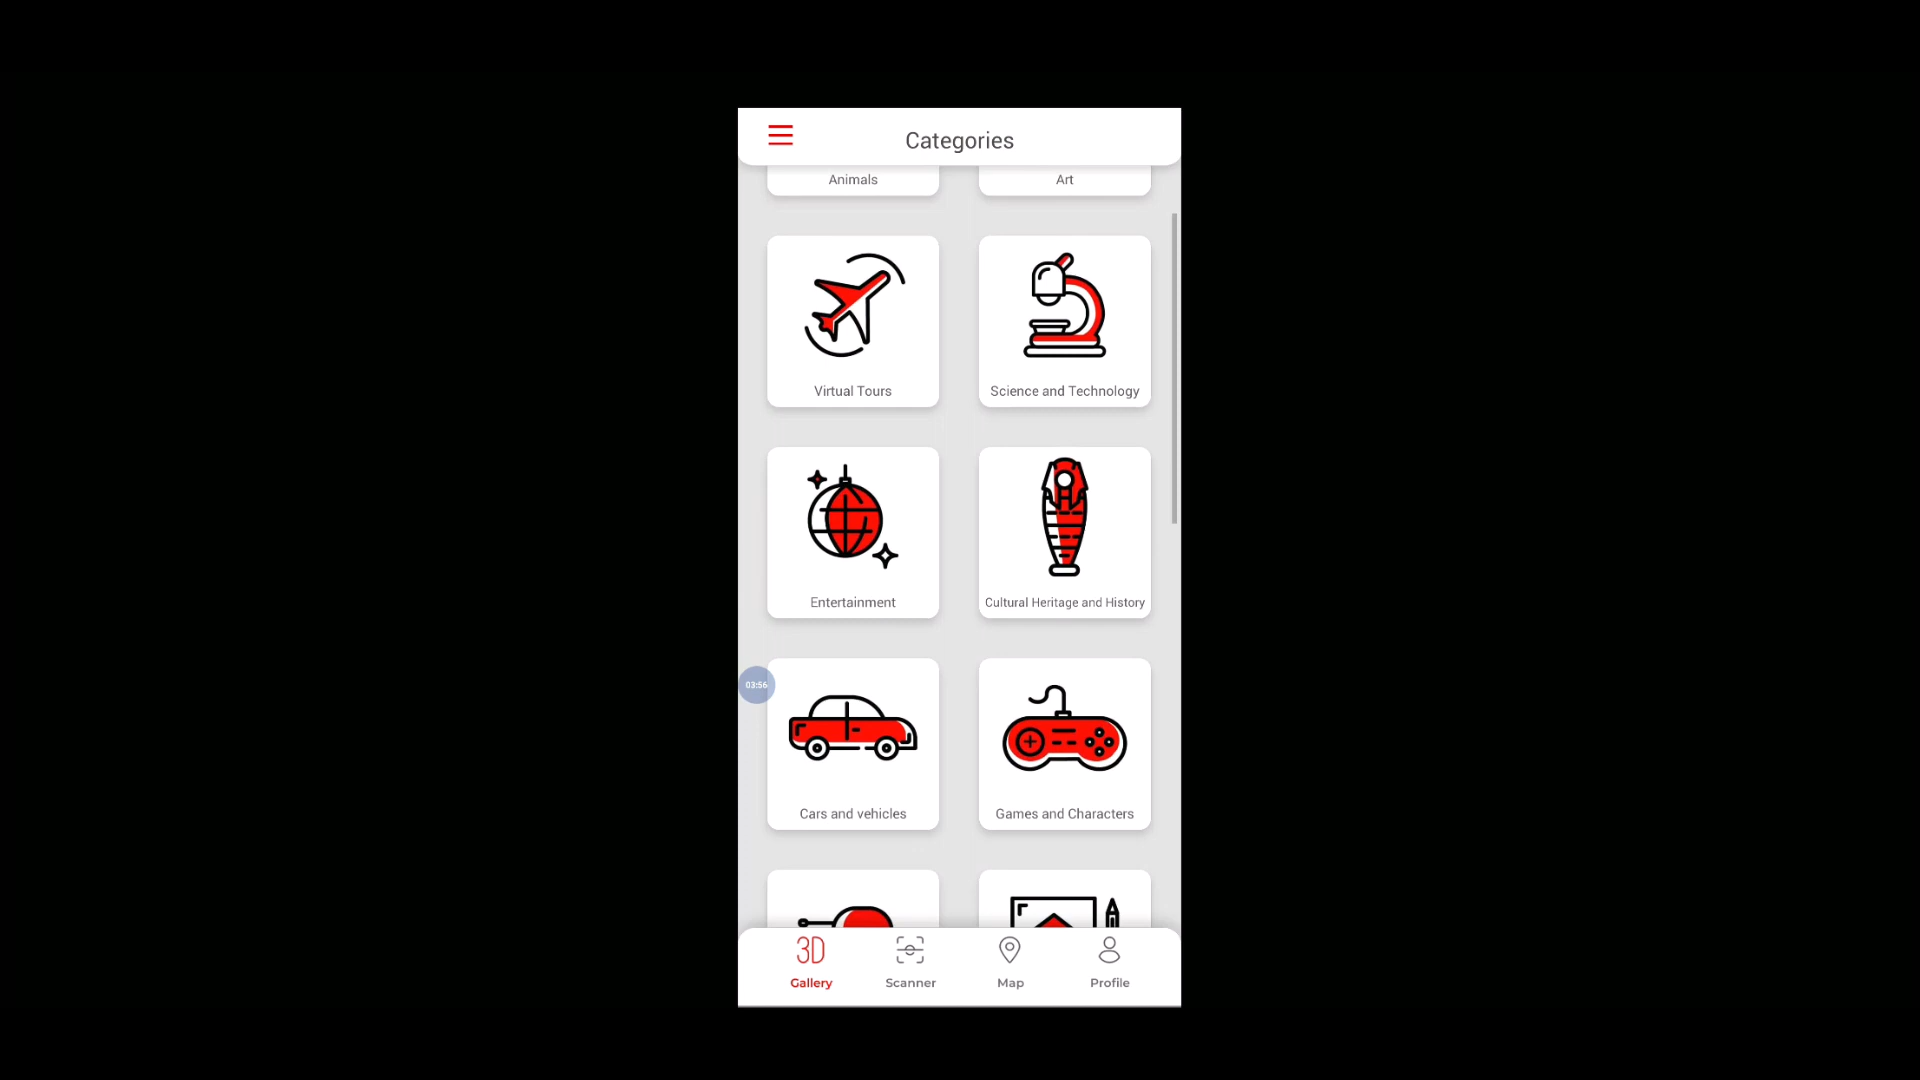 Categories
Animals
Art
Virtual Tours
Science and Technology
Entertainment
Cultural Heritage and History
03:56
Cars and vehicles
Games and Characters
3D
Gallery
Scanner
Map
Profile